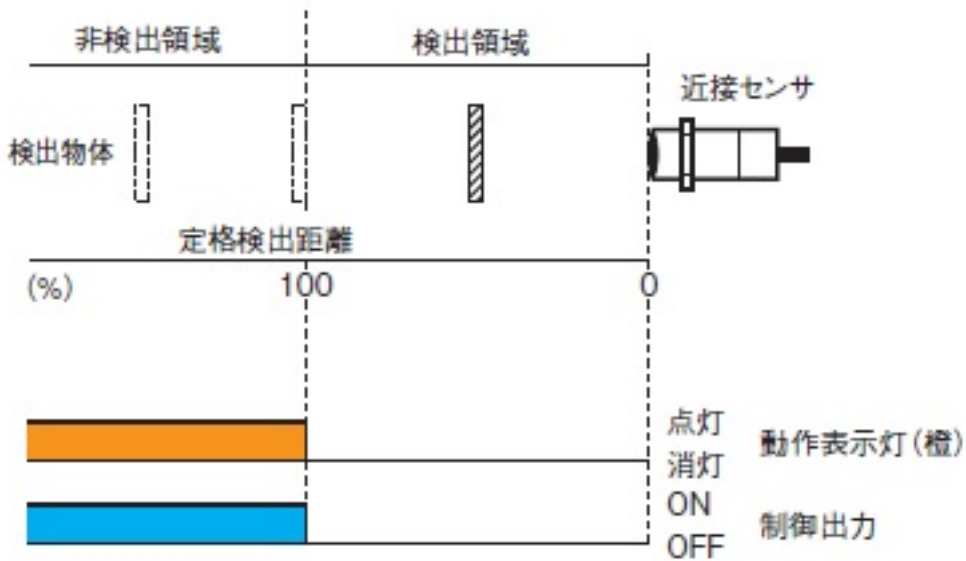 非検出領域
検出領域
近接センサ
検出物体
定格検出距離
(%)
100
0
点灯
消灯
動作表示灯(橙)
ON
OFF
制御出力